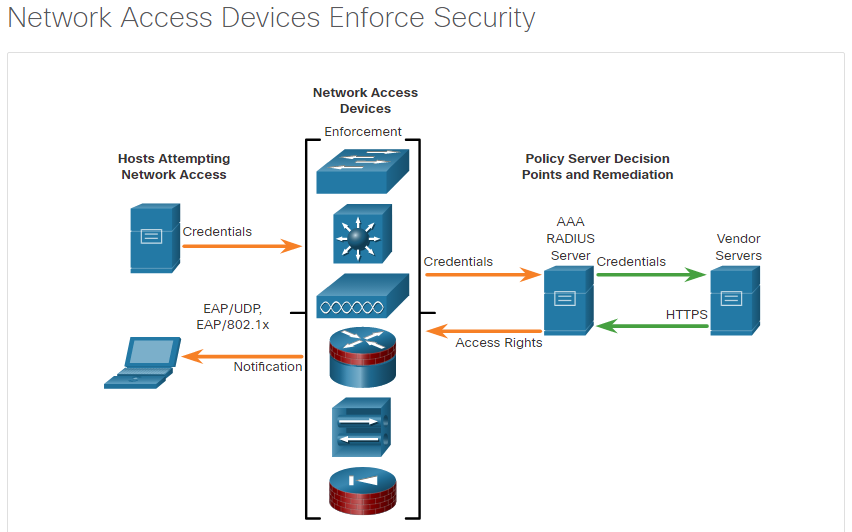 Network Access Devices Enforce Security
Network Access
Devices
Enforcement
Hosts Attempting
Network Access
Policy Server Decision
Points and Remediation
Credentials
EAP/UDP,
EAP/802.1x
Notification
Credentials
Access Rights
AAA
RADIUS
Server
Credentials
HTTPS
Vendor
Servers